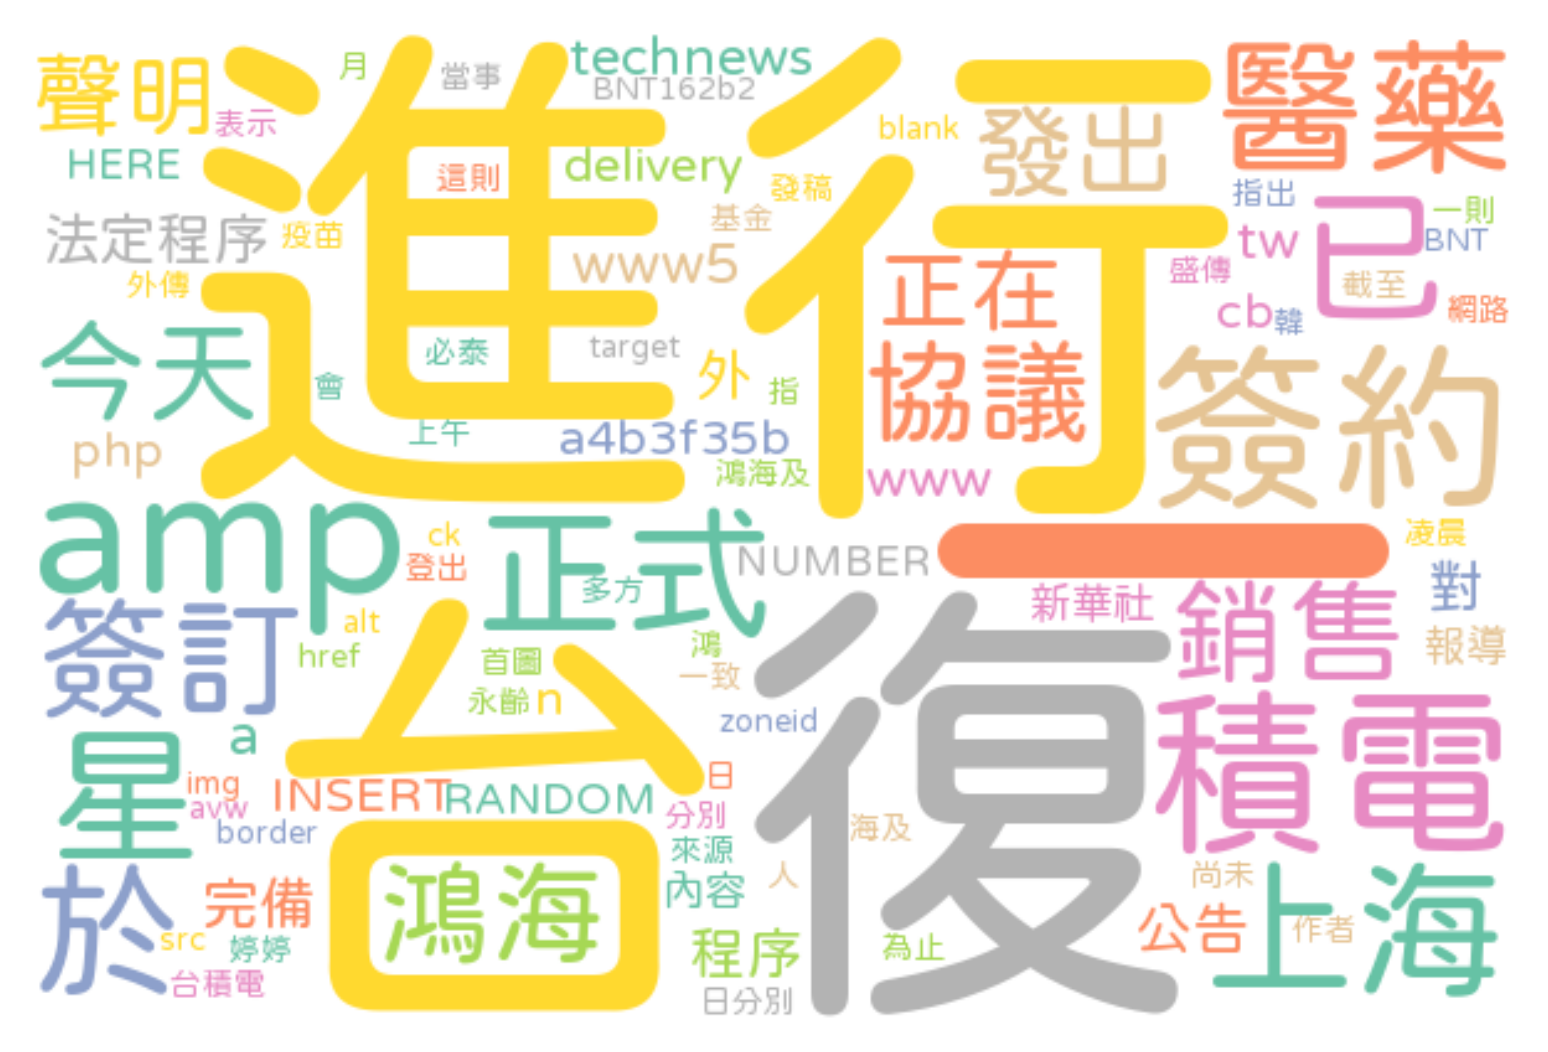 聲明
月
當事
technews
BNT162b2
表示
HERE
進行
這則
delivery
發稿
blank
發出
醫藥
法定程序
疫苗
基金
www5
外傳
指出
已
一則
tw
BNT
盛傳
截至
正在
cb
韓
網路
今天
必泰
target
外
指
會
協議
簽約
php
上午
a4b3f35b
鴻海及
www
amp
ck
登出
正式
多方
NUMBER
一
凌晨
簽訂
alt
href
首圖
鴻
一致
新華社
銷售
對
報導
永齡
n
zoneid
a
台
復
積電
星
img
avw
border
INSERT
RANDOM
日
分別
來源
海及
於
完備
鴻海
內容
人
尚未
src
婷婷
台積電
程序
為止
公告
上海
作者
日分別